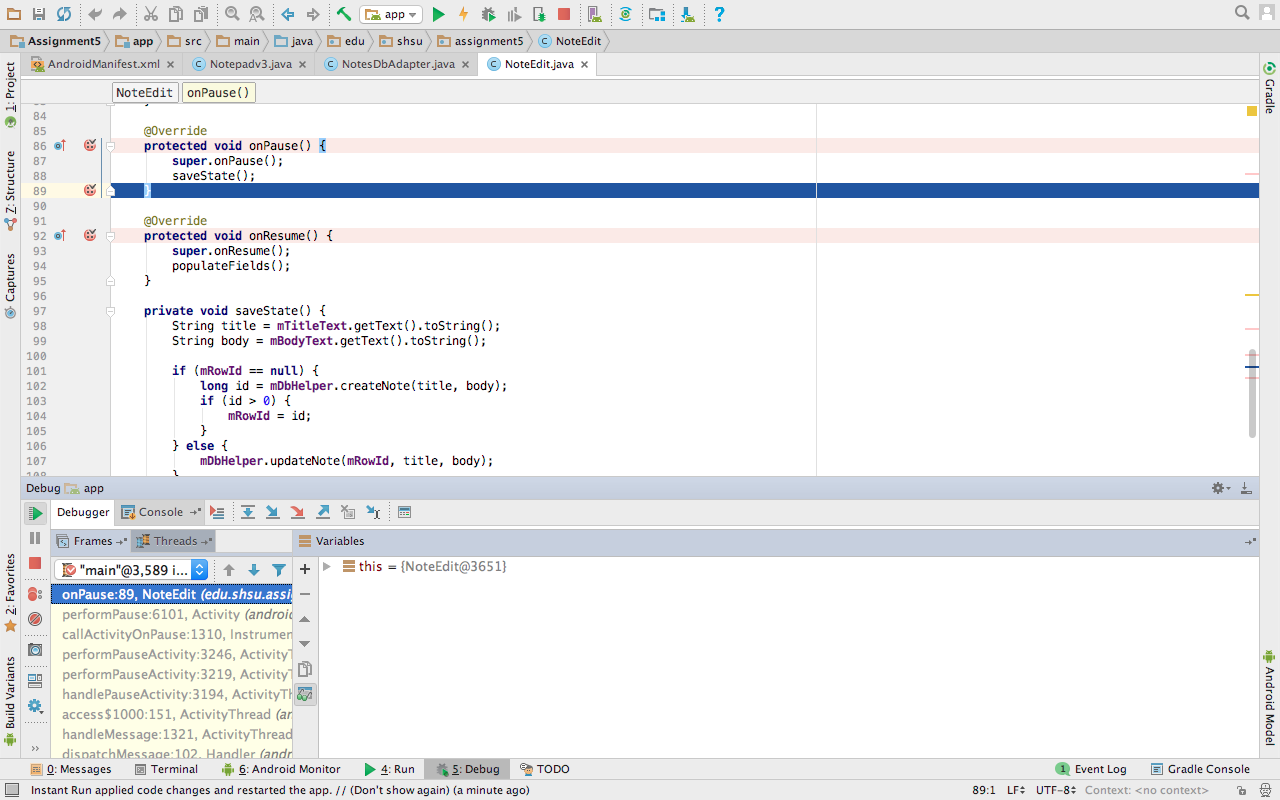 app
Assignment5 app src main java edu shsu assignment5 NoteEdit
AndroidManifest.xml Notepadv3.java NotesDbAdapter.java NoteEdit.java
NoteEdit onPause()
84
85 @Override
86 protected void onPause() {
87 super.onPause();
88 saveState();
89 }
90
91 @Override
92 protected void onResume() {
93 super.onResume();
94 populateFields();
95 }
96
97 private void saveState() {
98 String title = mTitleText.getText().toString();
99 String body = mBodyText.getText().toString();
100
101 if (mRowId == null) {
102 long id = mDbHelper.createNote(title, body);
103 if (id > 0) {
104 mRowId = id;
105 }
106 } else {
107 mDbHelper.updateNote(mRowId, title, body);
108 }
1: Project
7: Structure
Captures
2: Favorites
Build Variants
Gradle
Android Model
Debug app
Debugger Console
Frames Threads Variables
"main"@3,589 i...
this = {NoteEdit@3651}
onPause:89, NoteEdit (edu.shsu.assig
performPause:6101, Activity (android
callActivityOnPause:1310, Instrumen
performPauseActivity:3246, ActivityT
performPauseActivity:3219, ActivityT
handlePauseActivity:3194, ActivityTh
access$1000:151, ActivityThread (an
handleMessage:1321, ActivityThread
dispatchMessage:102, Handler (andr
0: Messages Terminal 6: Android Monitor 4: Run 5: Debug TODO 1 Event Log Gradle Console
Instant Run applied code changes and restarted the app. // (Don't show again) (a minute ago) 89:1 LF UTF-8 Context: <no context>